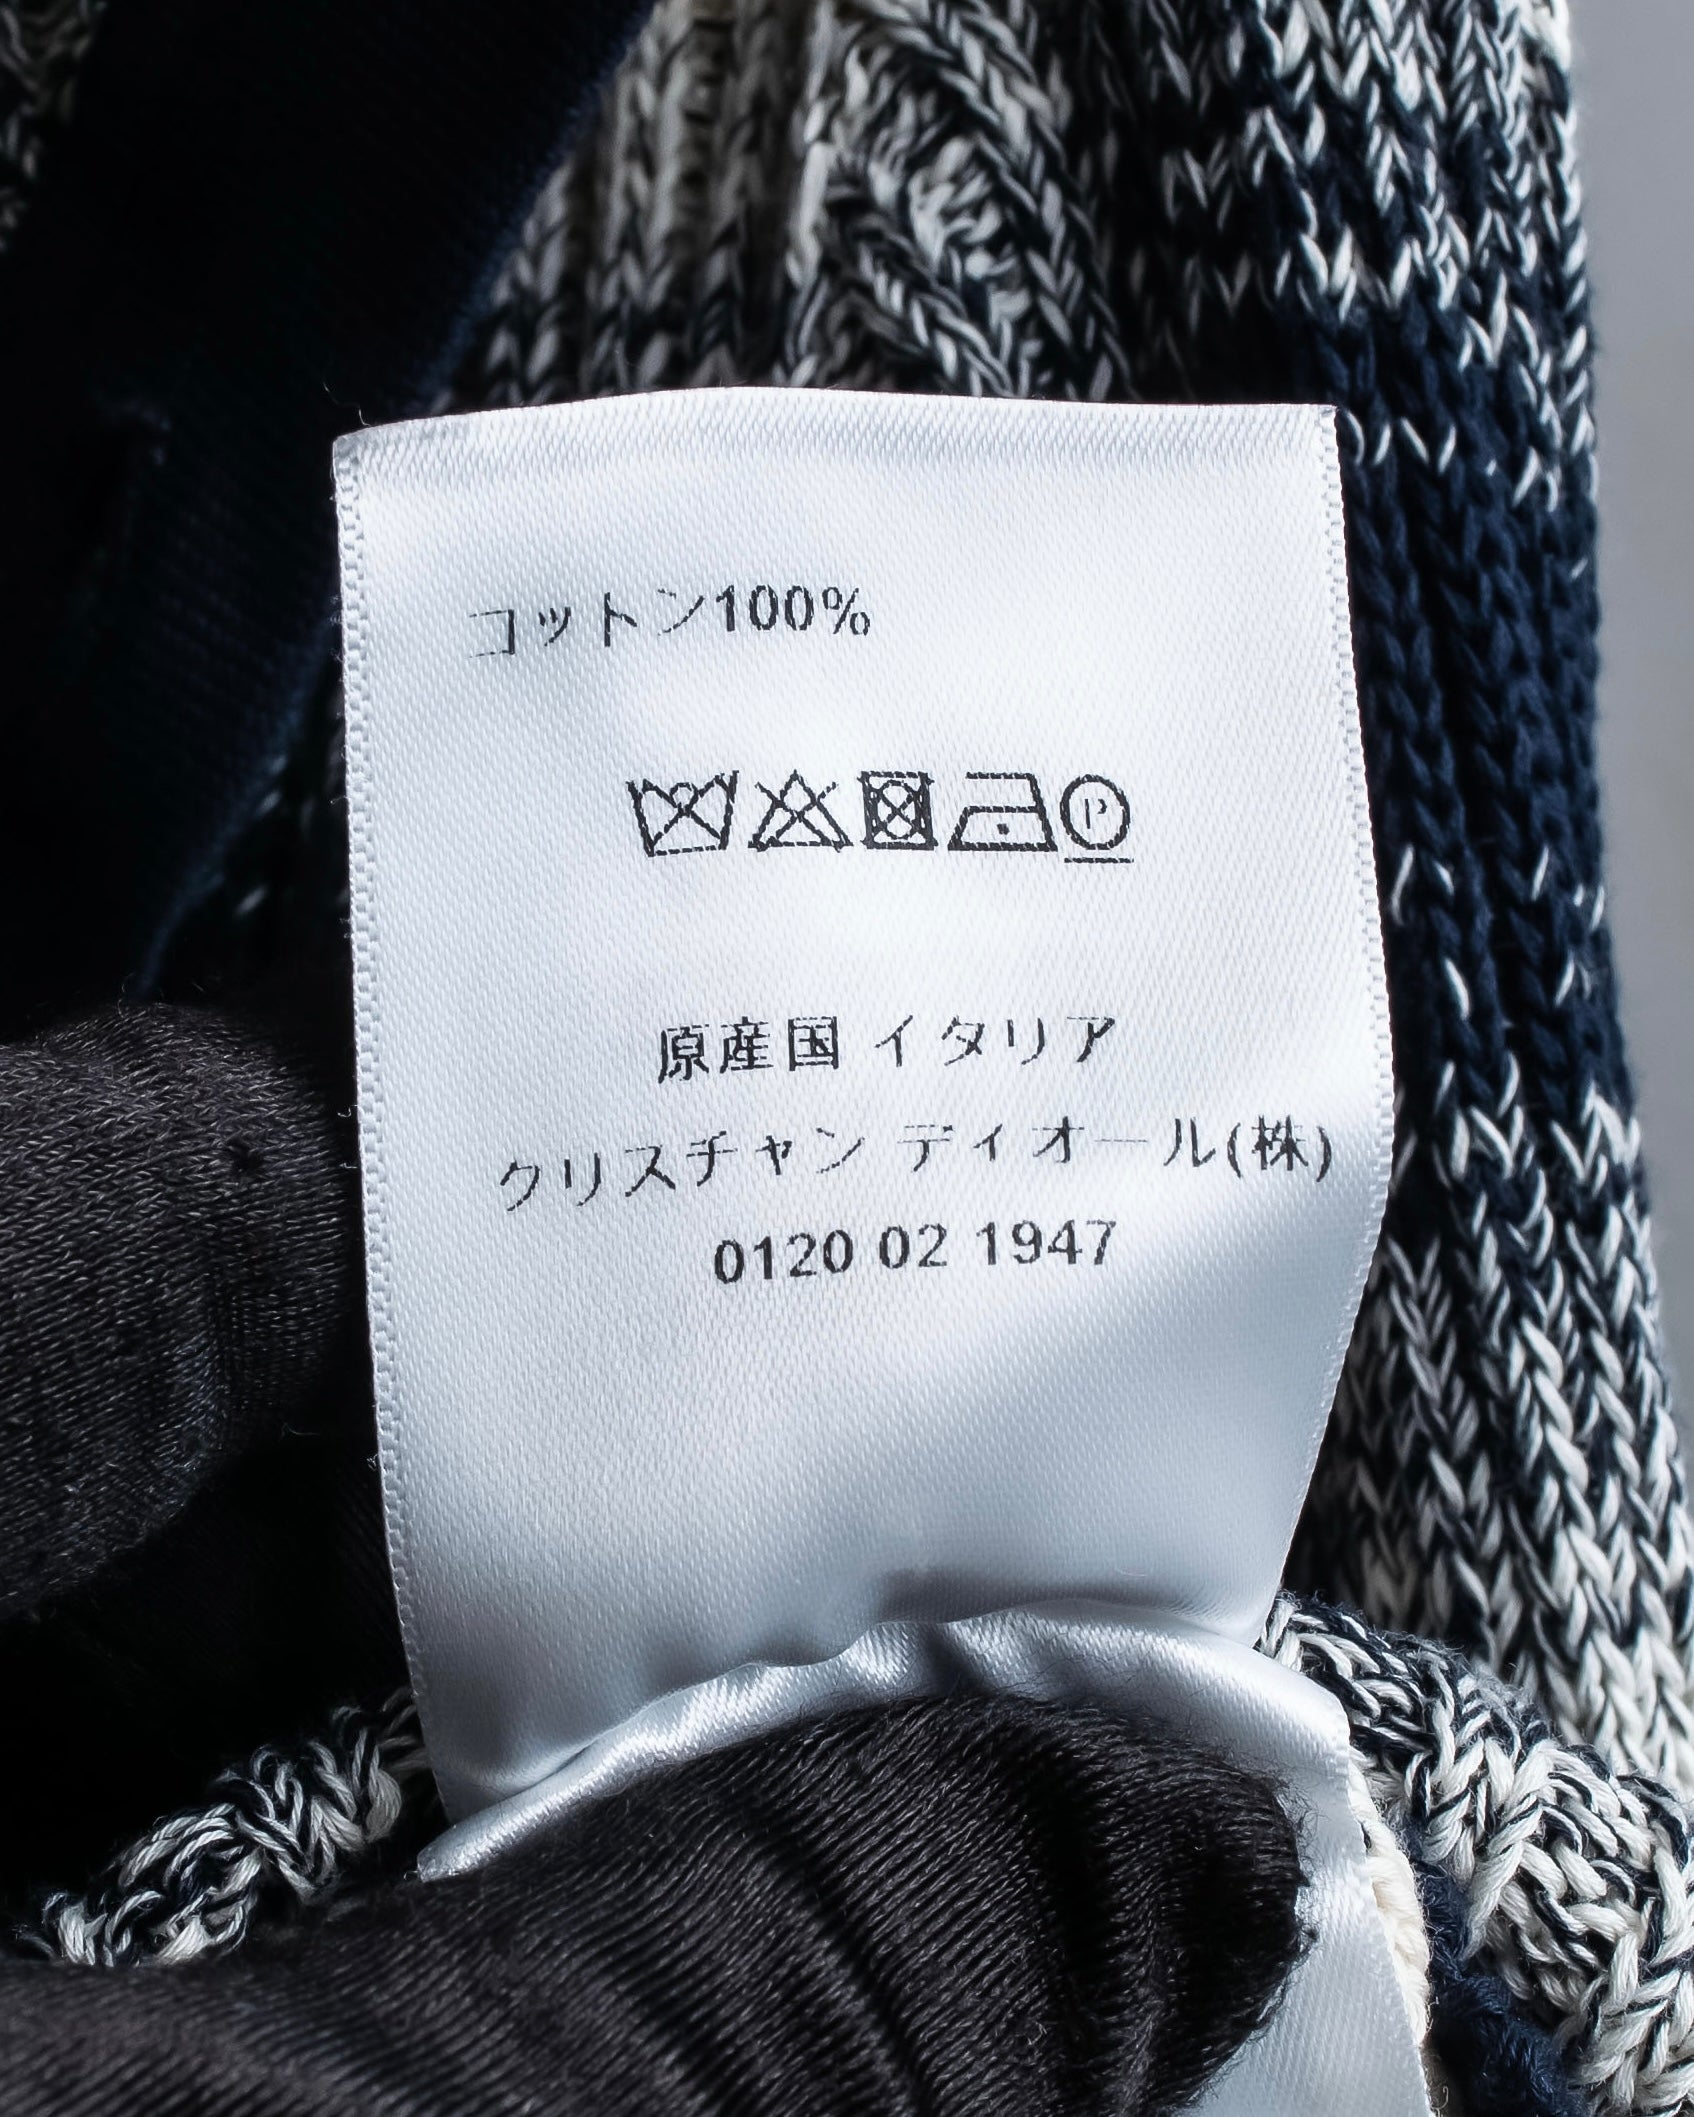 コットン100%
P
原産国 イタリア
クリスチャン ディオール(株)
0120 02 1947